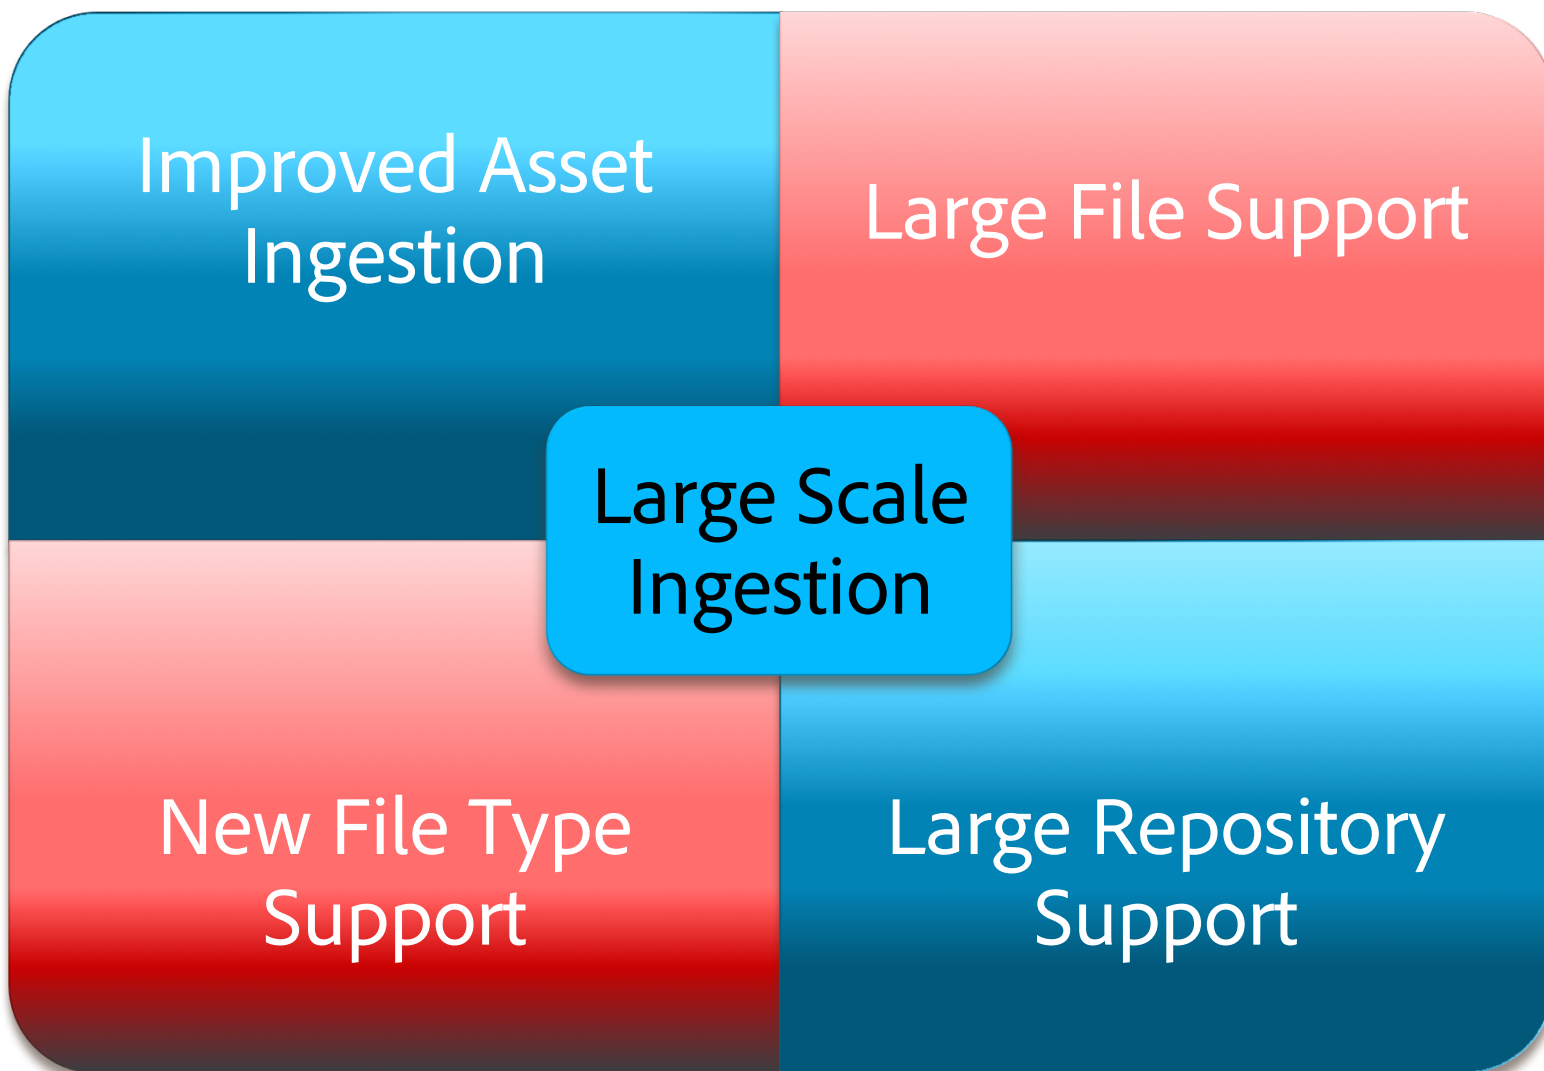 Improved Asset
Ingestion
Large File Support
Large Scale
Ingestion
New File Type
Support
Large Repository
Support